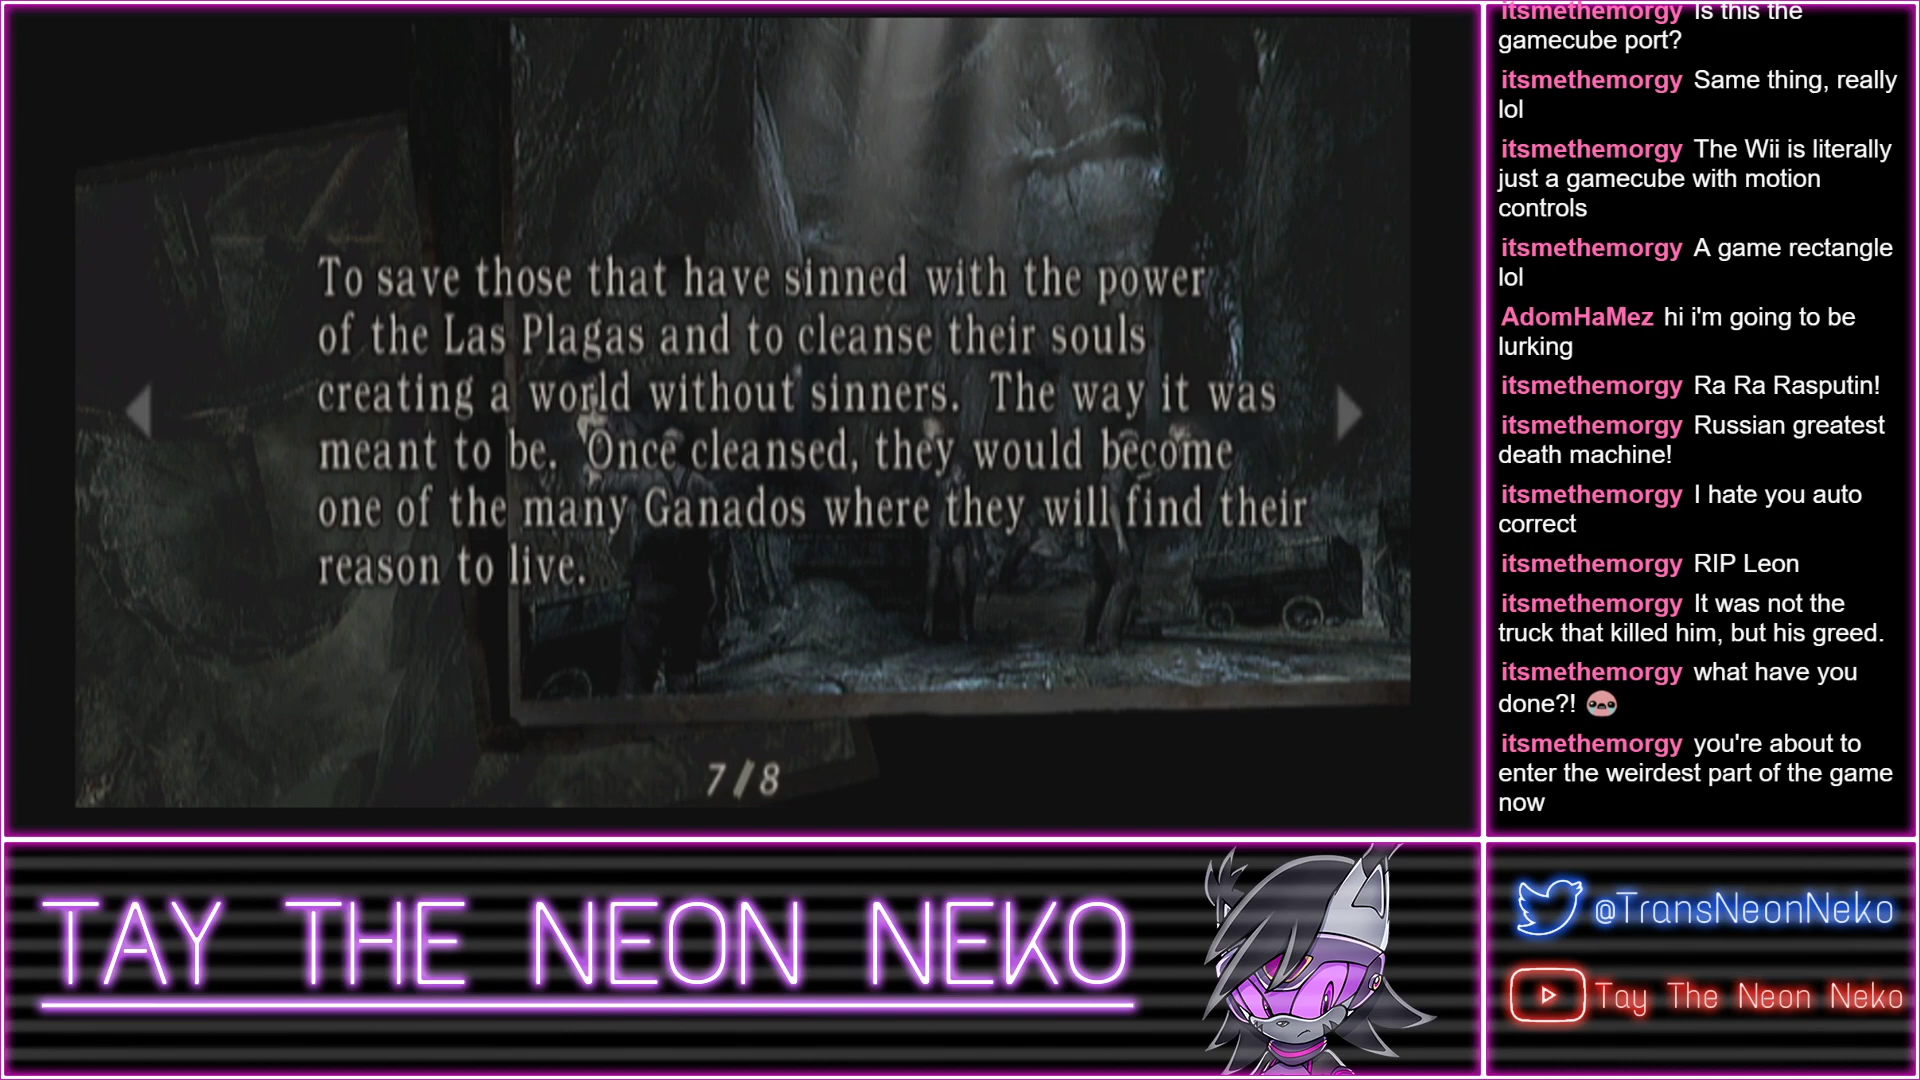 To save those that have sinned with the power
of the Las Plagas and to cleanse their souls
creating a world without sinners.  The way it was
meant to be.  Once cleansed, they would become
one of the many Ganados where they will find their
reason to live.
7/8
itsmethemorgy Is this the
gamecube port?
itsmethemorgy Same thing, really
lol
itsmethemorgy The Wii is literally
just a gamecube with motion
controls
itsmethemorgy A game rectangle
lol
AdomHaMez hi i'm going to be
lurking
itsmethemorgy Ra Ra Rasputin!
itsmethemorgy Russian greatest
death machine!
itsmethemorgy I hate you auto
correct
itsmethemorgy RIP Leon
itsmethemorgy It was not the
truck that killed him, but his greed.
itsmethemorgy what have you
done?!
itsmethemorgy you're about to
enter the weirdest part of the game
now
TAY THE NEON NEKO
@TransNeonNeko
Tay The Neon Neko